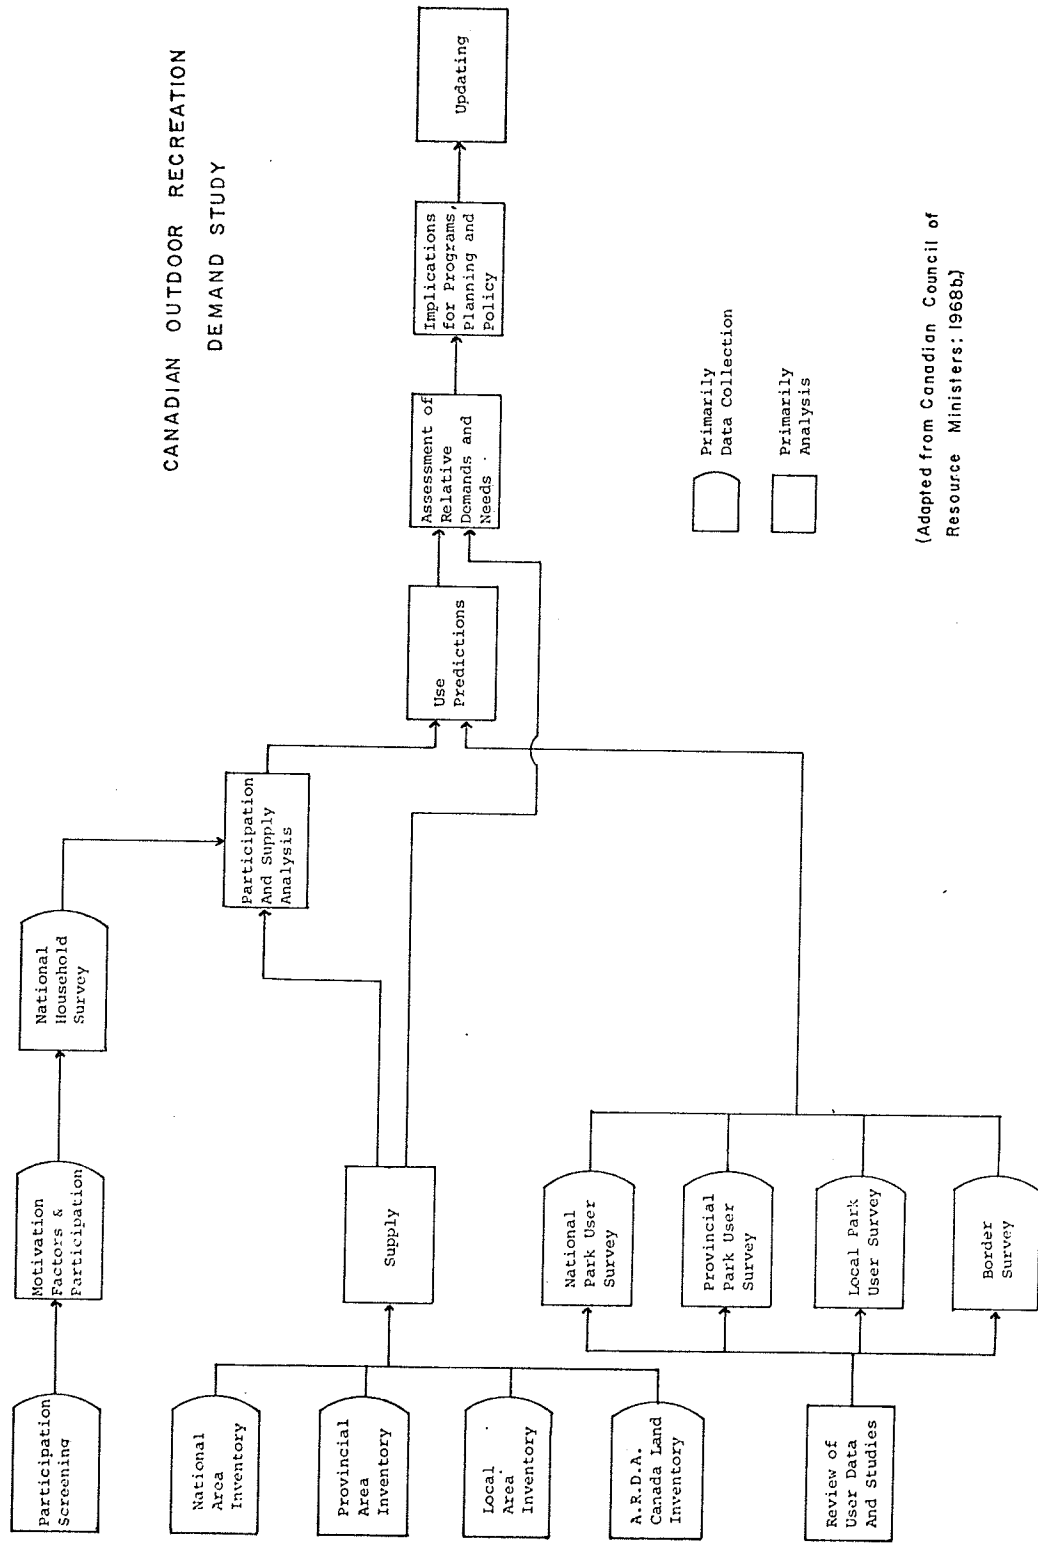 CANADIAN OUTDOOR RECREATION
DEMAND STUDY
Participation
Screening
Motivation
Factors &
Participation
National
Household
Survey
National
Area
Inventory
Provincial
Area
Inventory
Local
Area
Inventory
A.R.D.A.
Canada Land
Inventory
Supply
Participation
And Supply
Analysis
Review of
User Data
And Studies
National
Park User
Survey
Provincial
Park User
Survey
Local Park
User Survey
Border
Survey
Use
Predictions
Assessment of
Relative
Demands and
Needs
Implications
for Programs,
Planning and
Policy
Updating
Primarily
Data Collection
Primarily
Analysis
(Adapted from Canadian Council of
Resource Ministers; 1968b.)